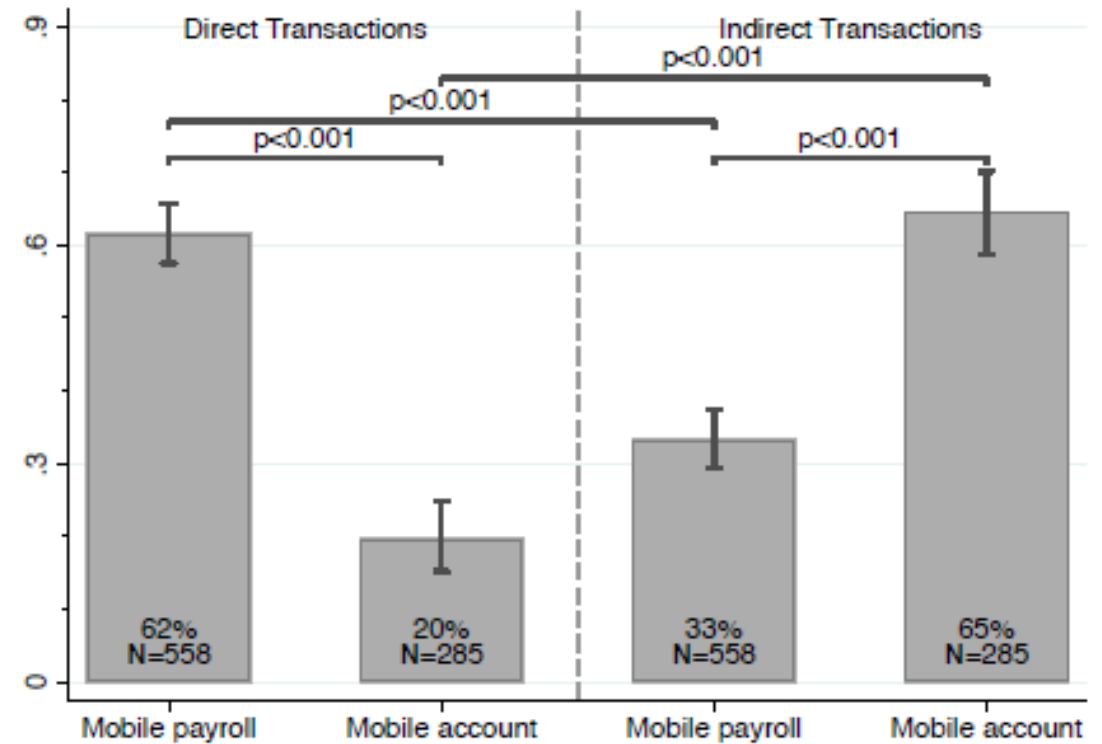 .9
Direct Transactions
Indirect Transactions
p<0.001
p<0.001
p<0.001
p<0.001
.6
.3
62%
N=558
20%
N=285
33%
N=558
65%
N=285
0
Mobile payroll
Mobile account
Mobile payroll
Mobile account